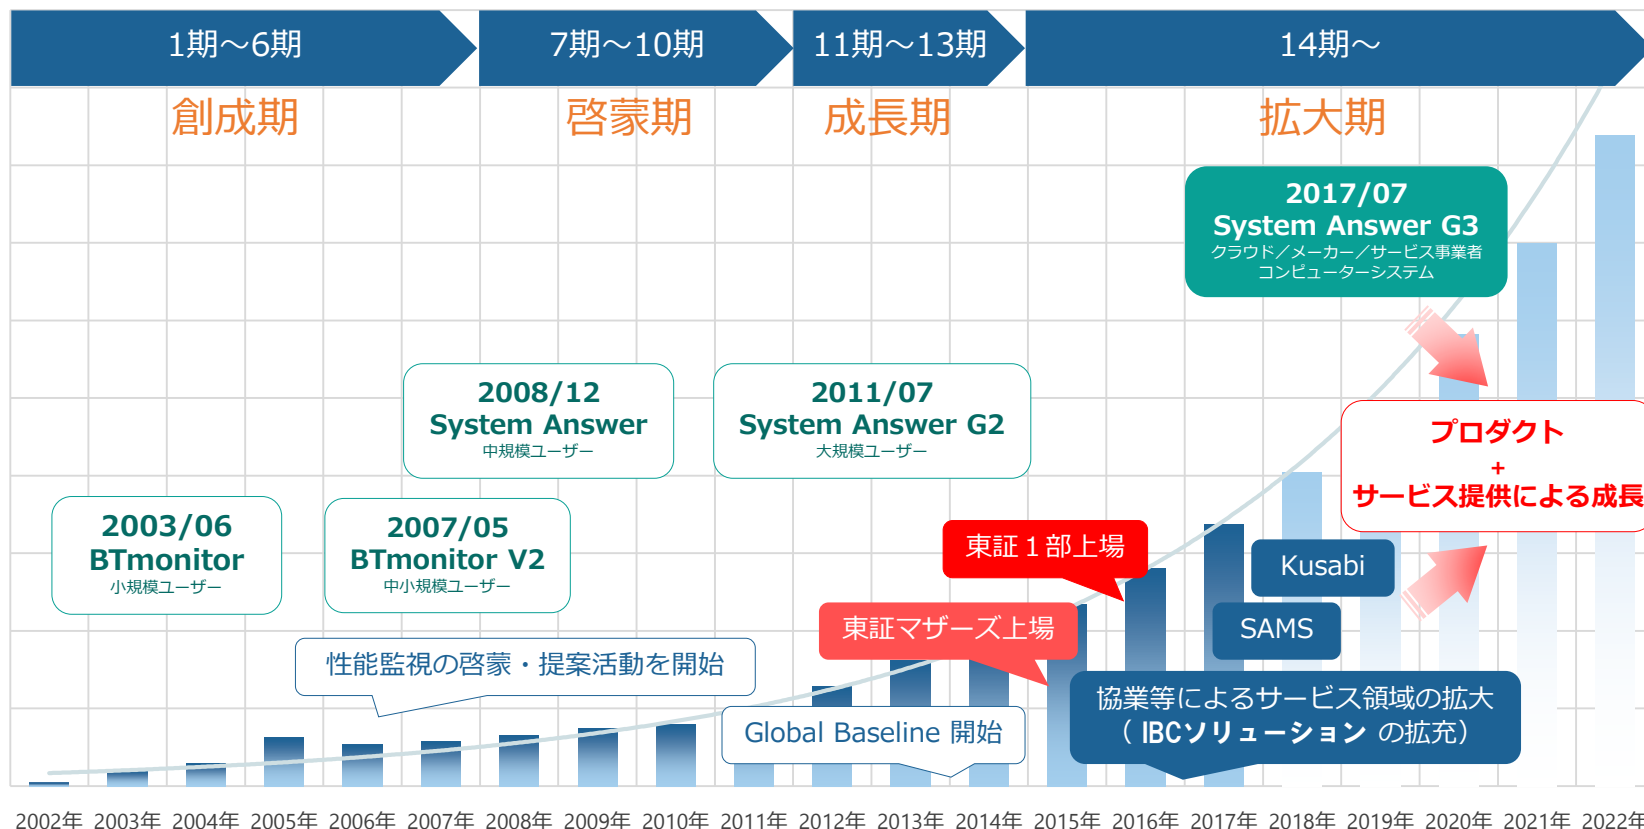 1期～6期
7期～10期
11期～13期
14期～
創成期
啓蒙期
成長期
拡大期
2017/07
System Answer G3
クラウド／メーカー／サービス事業者
コンピューターシステム
2008/12
System Answer
中規模ユーザー
2011/07
System Answer G2
大規模ユーザー
プロダクト
+
サービス提供による成長
2003/06
BTmonitor
小規模ユーザー
2007/05
BTmonitor V2
中小規模ユーザー
東証１部上場
Kusabi
東証マザーズ上場
SAMS
性能監視の啓蒙・提案活動を開始
Global Baseline 開始
協業等によるサービス領域の拡大
（ IBCソリューション の拡充）
2002年 2003年 2004年 2005年 2006年 2007年 2008年 2009年 2010年 2011年 2012年 2013年 2014年 2015年 2016年 2017年 2018年 2019年 2020年 2021年 2022年